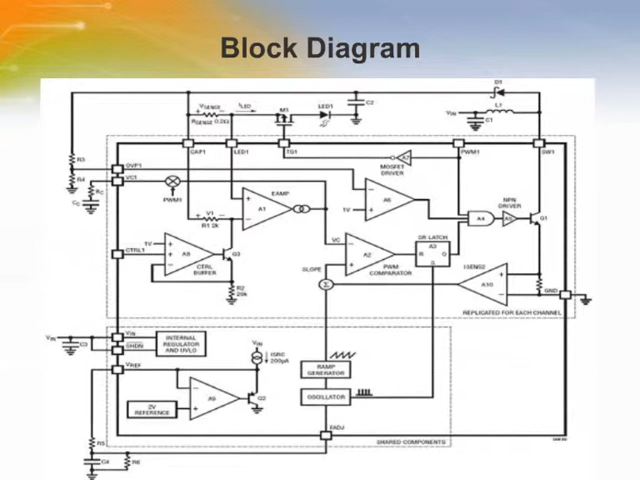 Block Diagram
D1
VSENSE
ILED
M1
LED1
C2
VIN
L1
RSENSE 0.2Ω
C1
CAP1
LED1
TG1
PWM1
SW1
R3
OVP1
A7
MOSFET
DRIVER
R4
VC1
RC
CC
PWM1
EAMP
A1
A6
1V
NPN
DRIVER
A4
A5
Q1
V1
R1 2k
1V
VC
SR LATCH
A3
R
Q
S
CTRL1
A8
CTRL
BUFFER
Q3
A2
PWM
COMPARATOR
ISENS2
A10
SLOPE
Σ
R2
20k
GND
REPLICATED FOR EACH CHANNEL
VIN
VIN
C3
SHDN
INTERNAL
REGULATOR
AND UVLO
VIN
ISRC
200µA
VREF
RAMP
GENERATOR
A9
Q2
OSCILLATOR
2V
REFERENCE
FADJ
R5
SHARED COMPONENTS
C4
R6